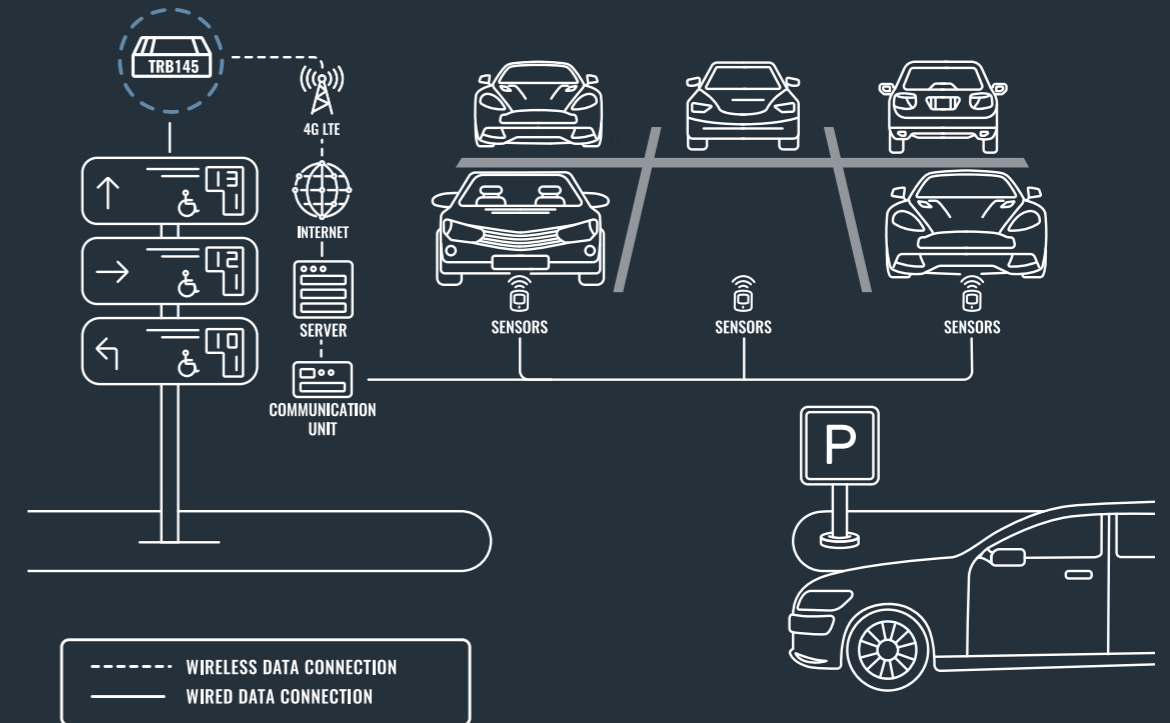 TRB145
4G LTE
INTERNET
SERVER
COMMUNICATION
UNIT
13
1
12
1
10
1
SENSORS
SENSORS
SENSORS
P
WIRELESS DATA CONNECTION
WIRED DATA CONNECTION